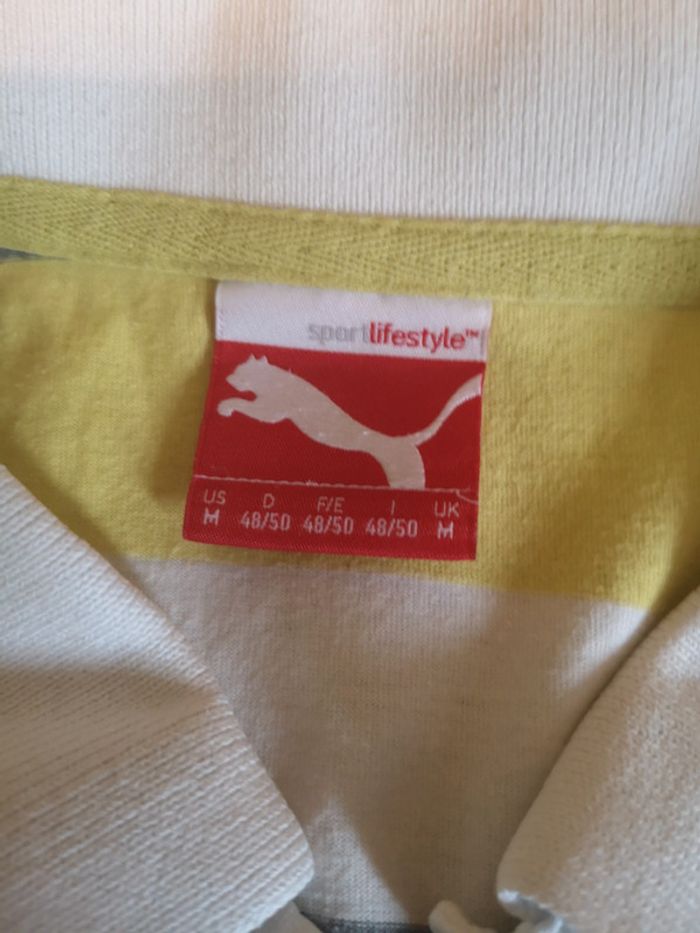 sportlifestyle™
US D F/E I UK
M 48/50 48/50 48/50 M